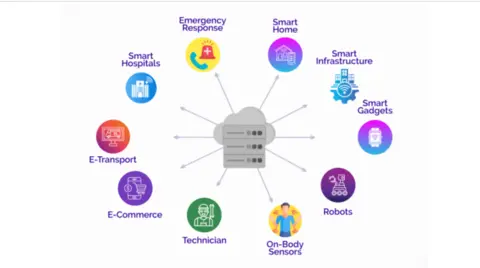 Emergency
Response
Smart
Home
Smart
Hospitals
Smart
Infrastructure
Smart
Gadgets
E-Transport
E-Commerce
Robots
Technician
On-Body
Sensors